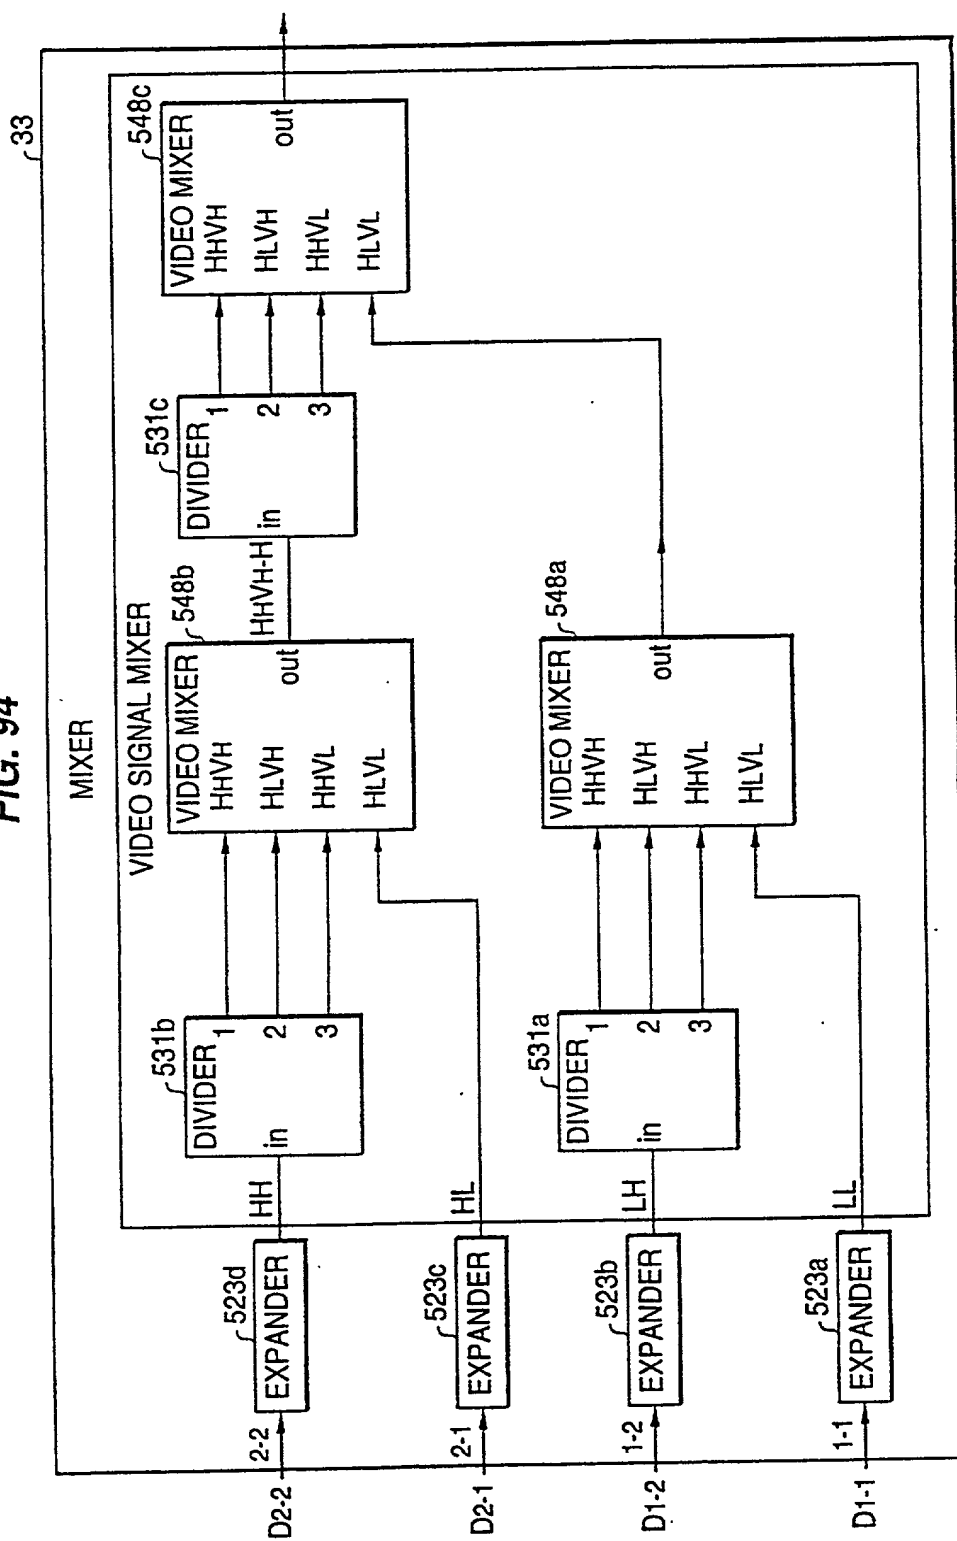 FIG. 94
33
MIXER
VIDEO SIGNAL MIXER
D2-2
2-2
EXPANDER
523d
HH
DIVIDER
531b
in
1
2
3
VIDEO MIXER
548b
HHVH
HLVH
HHVL
HLVL
out
HHVH-H
DIVIDER
531c
in
1
2
3
VIDEO MIXER
548c
HHVH
HLVH
HHVL
HLVL
out
D2-1
2-1
EXPANDER
523c
HL
D1-2
1-2
EXPANDER
523b
LH
DIVIDER
531a
in
1
2
3
VIDEO MIXER
548a
HHVH
HLVH
HHVL
HLVL
out
D1-1
1-1
EXPANDER
523a
LL